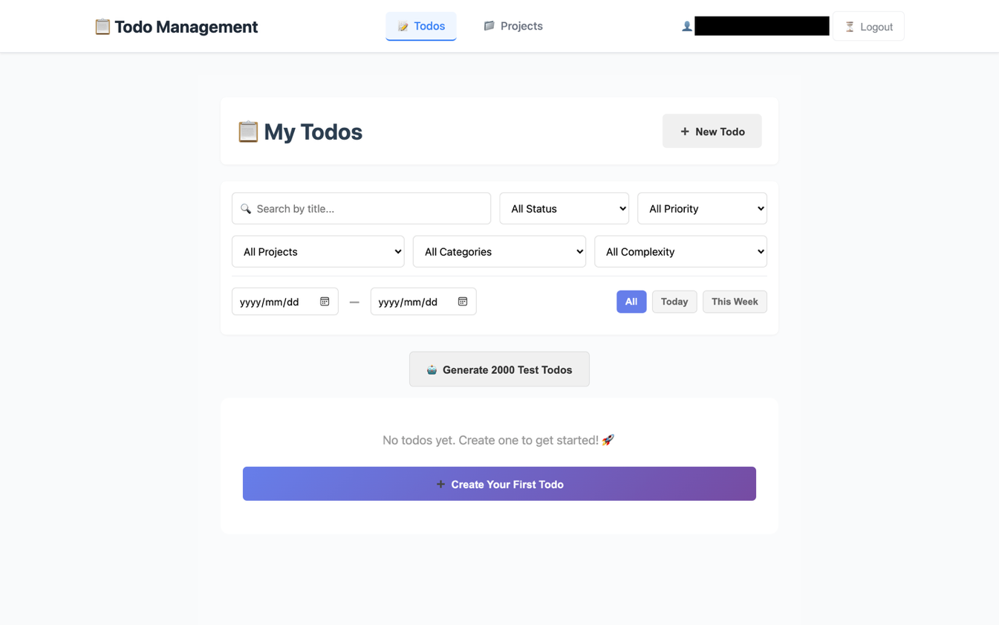 📋 Todo Management
📝 Todos
📁 Projects
Logout
📋 My Todos
+ New Todo
🔍 Search by title...
All Status
All Priority
All Projects
All Categories
All Complexity
yyyy/mm/dd — yyyy/mm/dd
All
Today
This Week
🤖 Generate 2000 Test Todos
No todos yet. Create one to get started! 🚀
+ Create Your First Todo